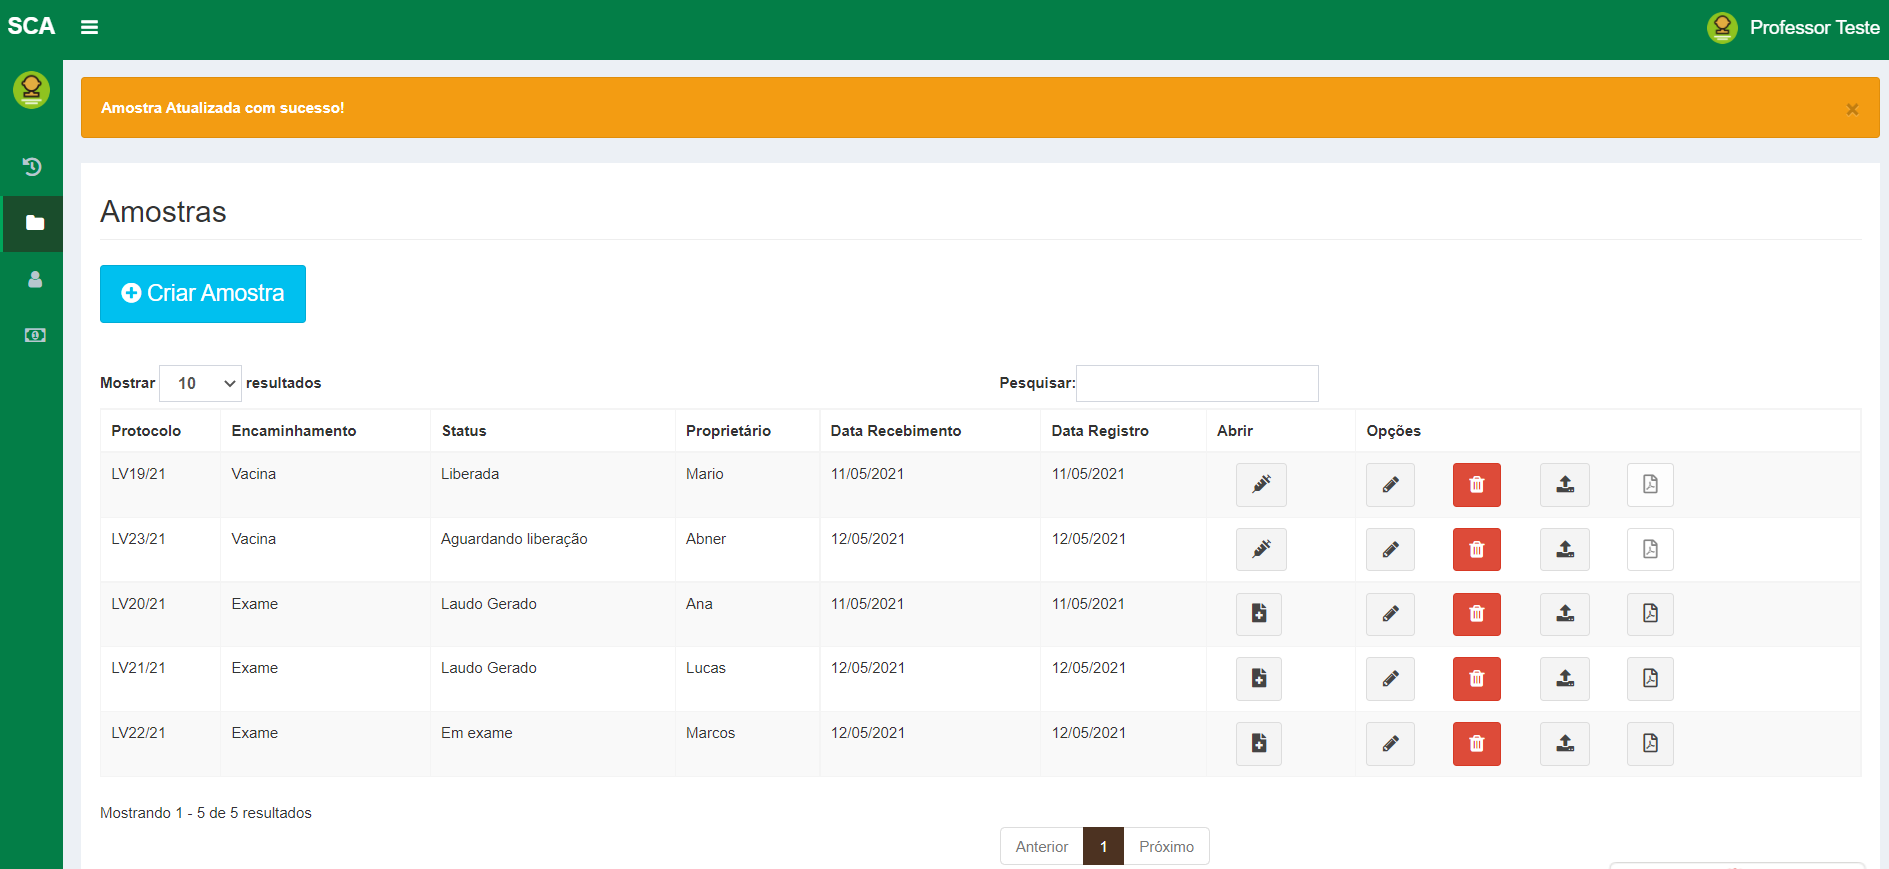 SCA
Professor Teste
Amostra Atualizada com sucesso!
×
Amostras
Criar Amostra
Mostrar 10 resultados
Pesquisar:
Protocolo Encaminhamento Status Proprietário Data Recebimento Data Registro Abrir Opções
LV19/21 Vacina Liberada Mario 11/05/2021 11/05/2021
LV23/21 Vacina Aguardando liberação Abner 12/05/2021 12/05/2021
LV20/21 Exame Laudo Gerado Ana 11/05/2021 11/05/2021
LV21/21 Exame Laudo Gerado Lucas 12/05/2021 12/05/2021
LV22/21 Exame Em exame Marcos 12/05/2021 12/05/2021
Mostrando 1 - 5 de 5 resultados
Anterior 1 Próximo